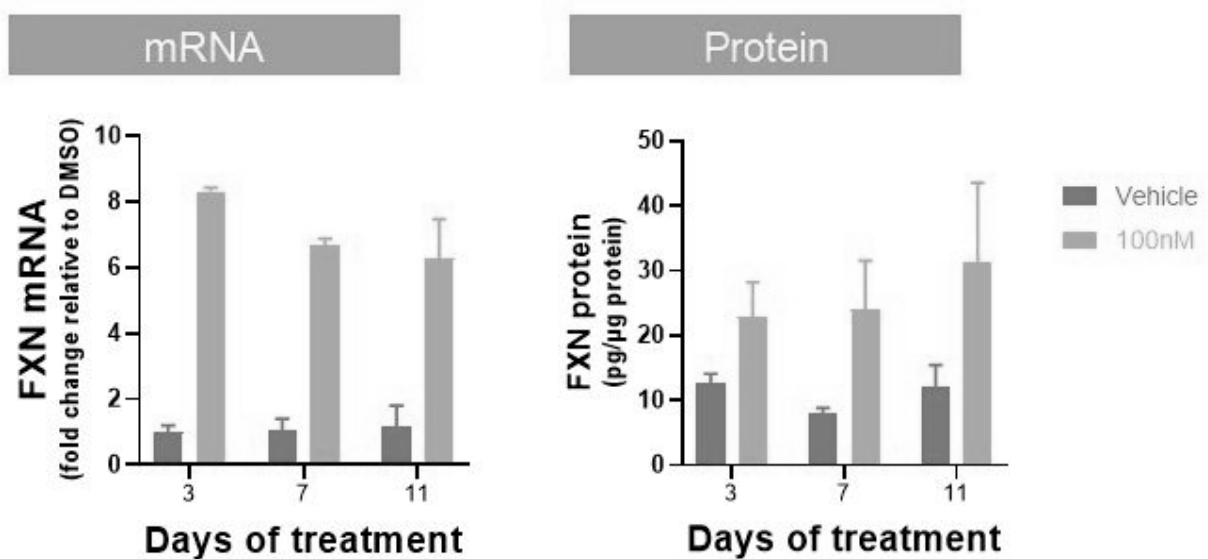 mRNA
Protein
FXN mRNA
(fold change relative to DMSO)
10
8
6
4
2
0
3
7
11
Days of treatment
FXN protein
(pg/µg protein)
50
40
30
20
10
0
3
7
11
Days of treatment
Vehicle
100nM